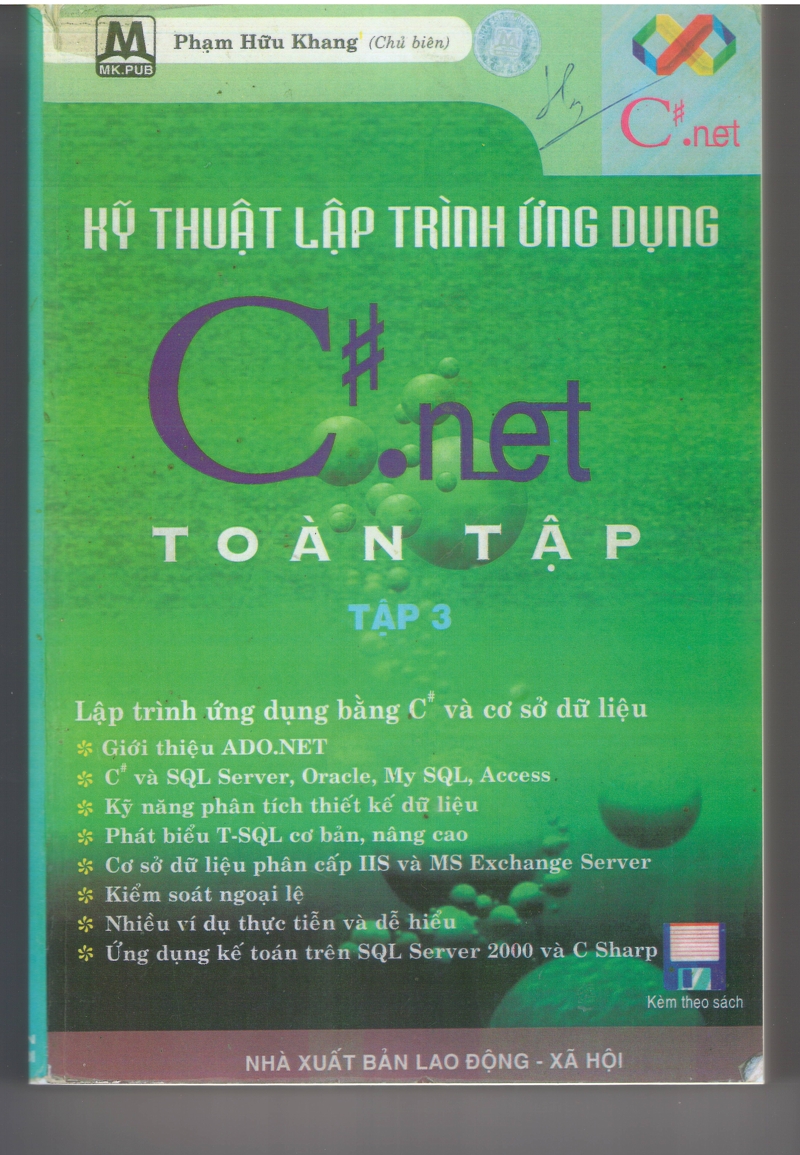 MK.PUB
Phạm Hữu Khang (Chủ biên)
C#.net
KỸ THUẬT LẬP TRÌNH ỨNG DỤNG
C#.net
TOÀN TẬP
TẬP 3
Lập trình ứng dụng bằng C# và cơ sở dữ liệu
Giới thiệu ADO.NET
C# và SQL Server, Oracle, My SQL, Access
Kỹ năng phân tích thiết kế dữ liệu
Phát biểu T-SQL cơ bản, nâng cao
Cơ sở dữ liệu phân cấp IIS và MS Exchange Server
Kiểm soát ngoại lệ
Nhiều ví dụ thực tiễn và dễ hiểu
Ứng dụng kế toán trên SQL Server 2000 và C Sharp
Kèm theo sách
NHÀ XUẤT BẢN LAO ĐỘNG - XÃ HỘI